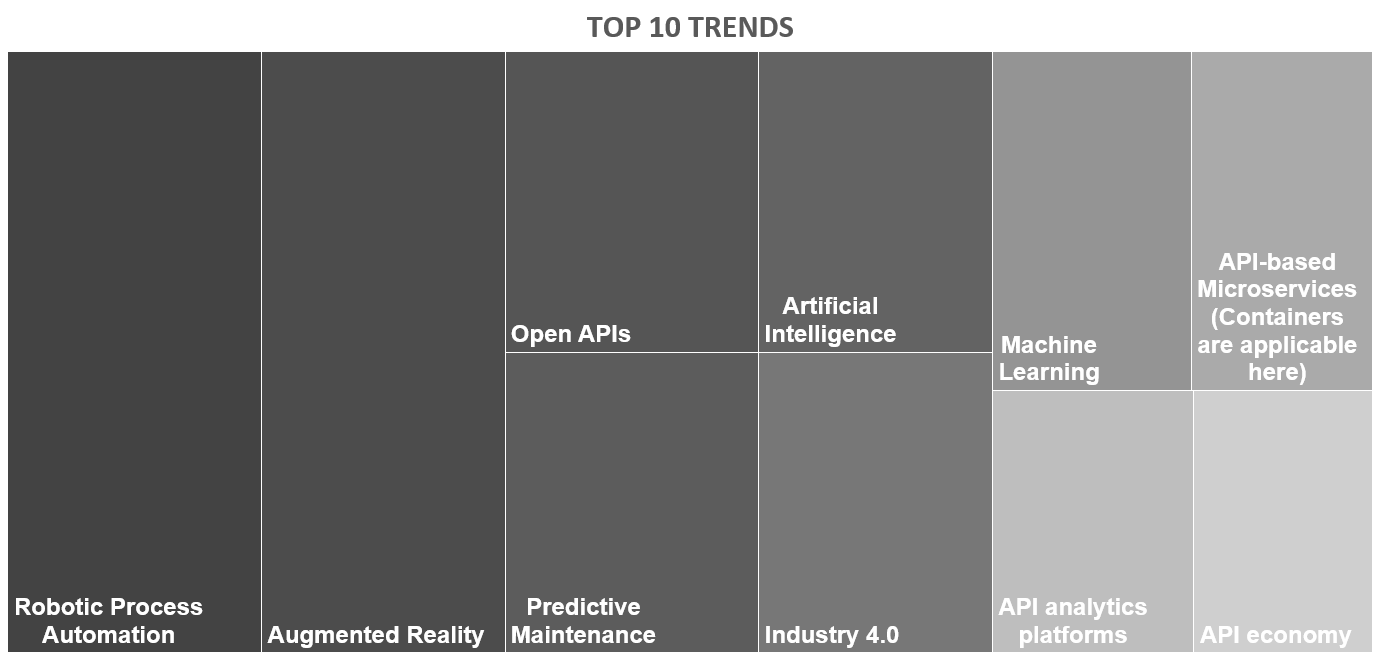 TOP 10 TRENDS
Robotic Process
Automation
Augmented Reality
Open APIs
Artificial
Intelligence
Predictive
Maintenance
Industry 4.0
Machine
Learning
API-based
Microservices
(Containers
are applicable
here)
API analytics
platforms
API economy